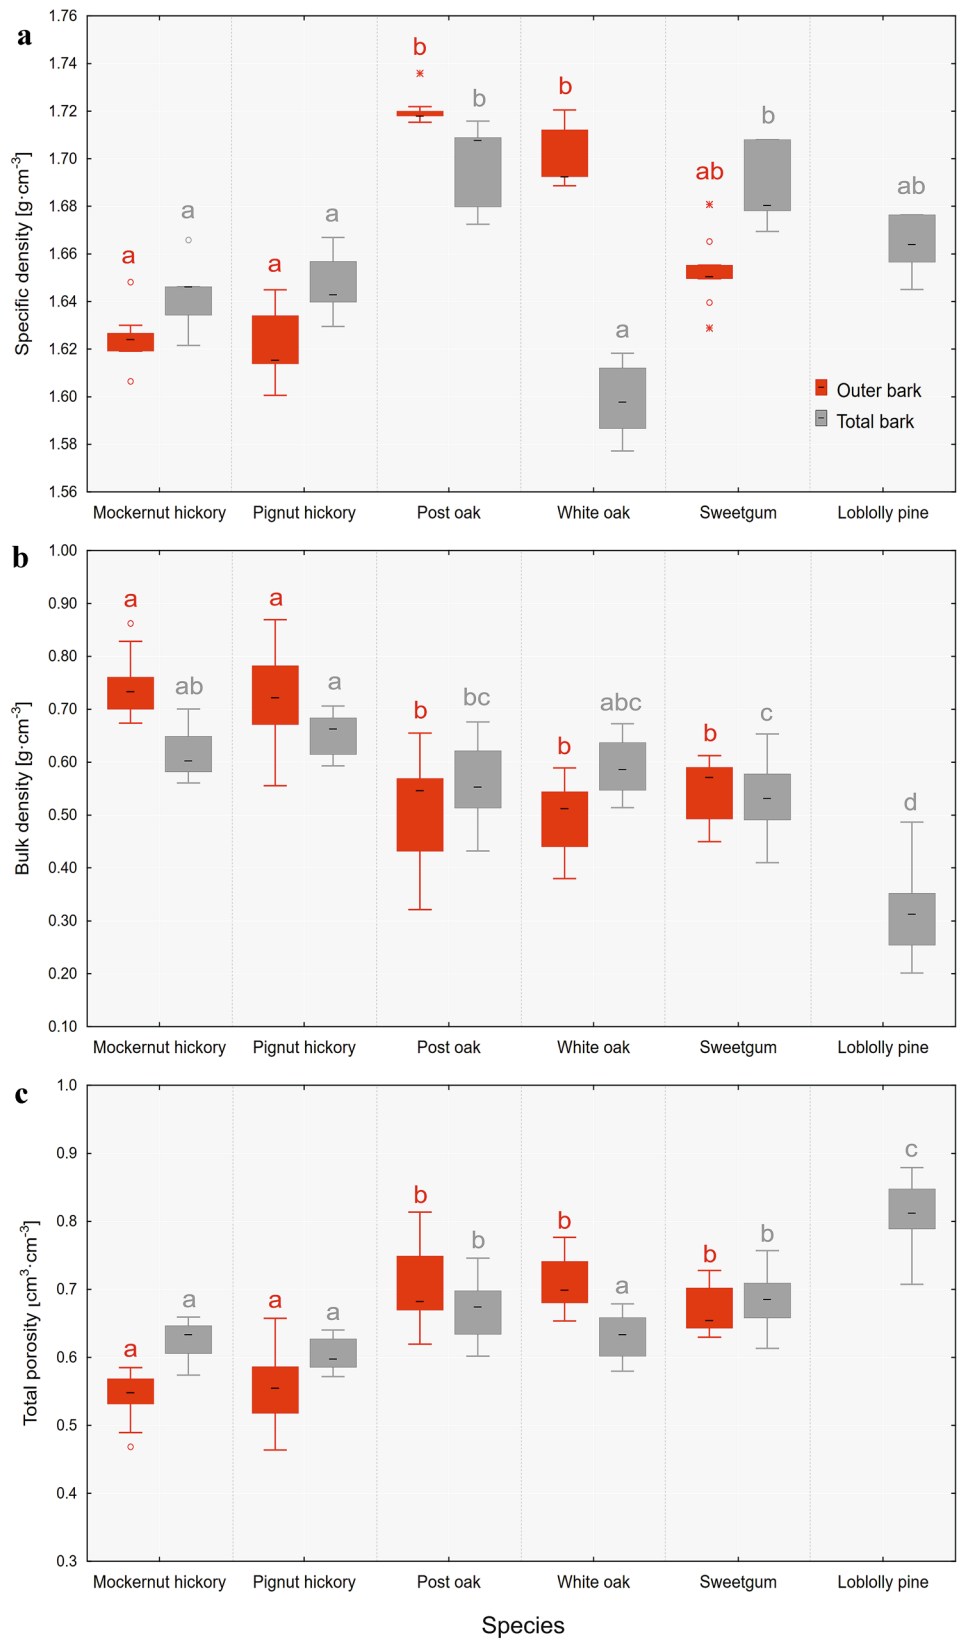 a
1.76
1.74
1.72
1.70
1.68
1.66
1.64
1.62
1.60
1.58
1.56
Specific density [g·cm⁻³]
a a a a b b b a ab b ab
Outer bark
Total bark
Mockernut hickory Pignut hickory Post oak White oak Sweetgum Loblolly pine
b
1.00
0.90
0.80
0.70
0.60
0.50
0.40
0.30
0.20
0.10
Bulk density [g·cm⁻³]
a ab a a b bc b abc b c d
Mockernut hickory Pignut hickory Post oak White oak Sweetgum Loblolly pine
c
1.0
0.9
0.8
0.7
0.6
0.5
0.4
0.3
Total porosity [cm³·cm⁻³]
a a a a b b b a b b c
Mockernut hickory Pignut hickory Post oak White oak Sweetgum Loblolly pine
Species